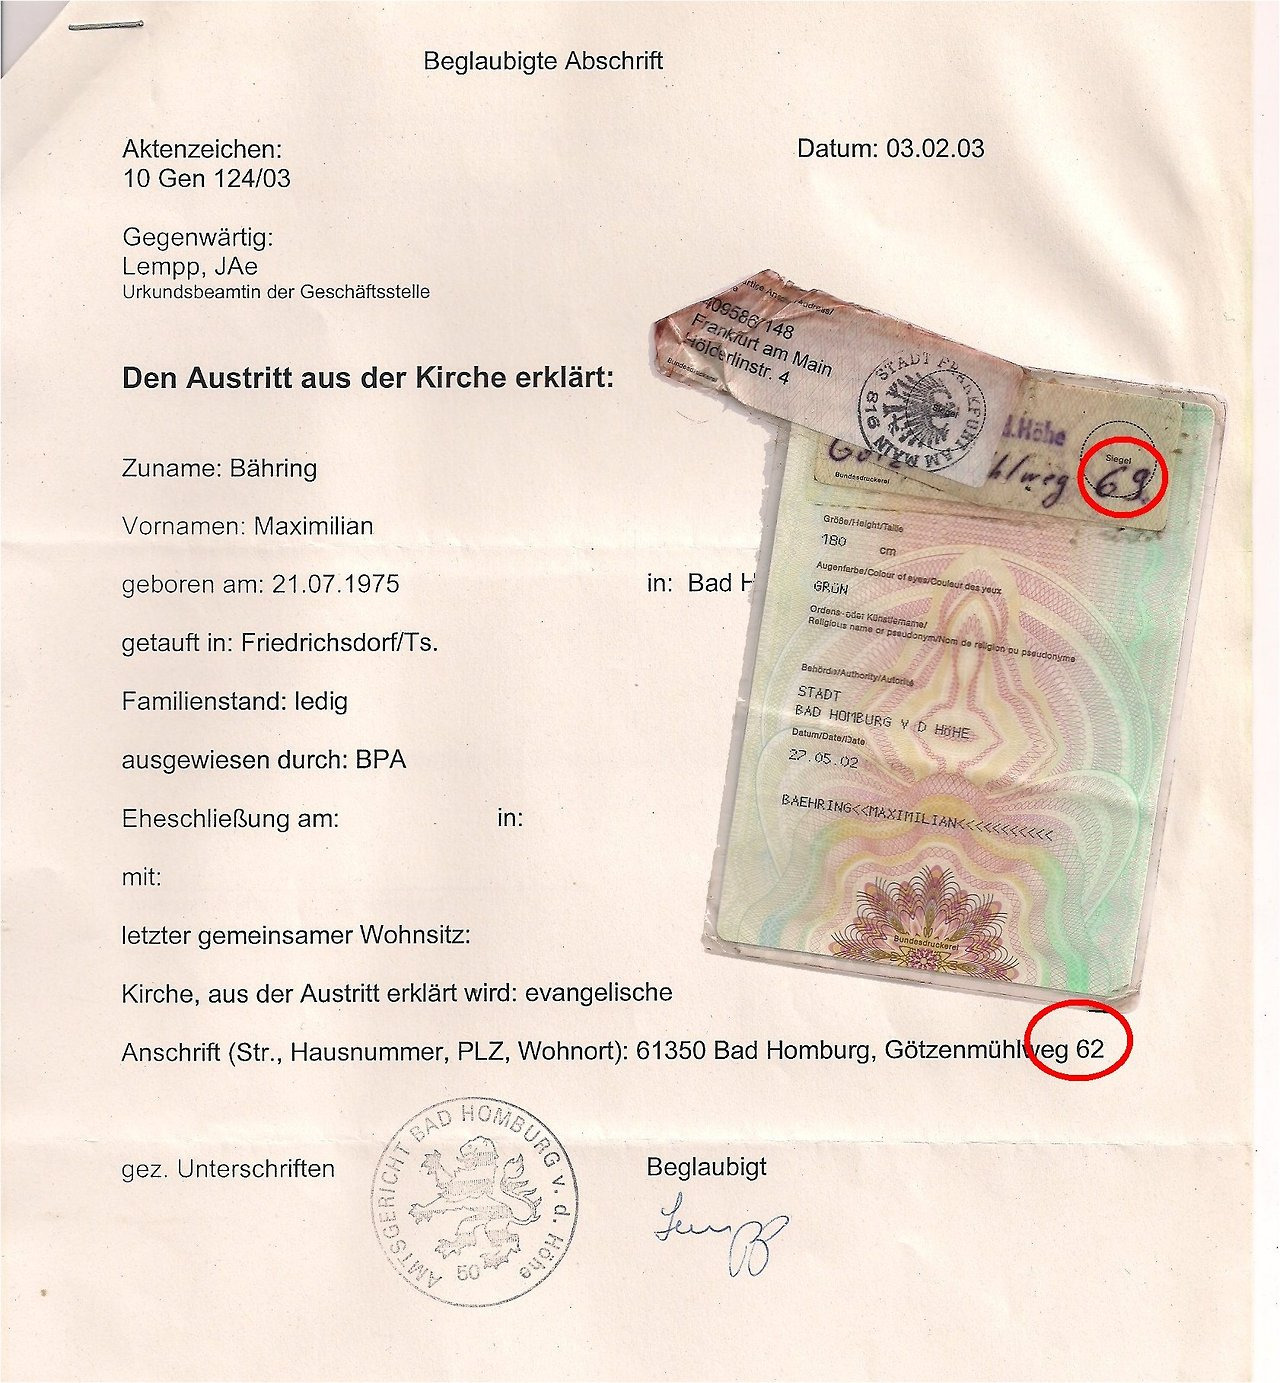 Beglaubigte Abschrift
Aktenzeichen:
10 Gen 124/03
Datum: 03.02.03
Gegenwärtig:
Lempp, JAe
Urkundsbeamtin der Geschäftsstelle
Den Austritt aus der Kirche erklärt:
Zuname: Bähring
Vornamen: Maximilian
geboren am: 21.07.1975
in: Bad H
getauft in: Friedrichsdorf/Ts.
Familienstand: ledig
ausgewiesen durch: BPA
Eheschließung am:
in:
mit:
letzter gemeinsamer Wohnsitz:
Kirche, aus der Austritt erklärt wird: evangelische
Anschrift (Str., Hausnummer, PLZ, Wohnort): 61350 Bad Homburg, Götzenmühlweg 62
gez. Unterschriften
AMTSGERICHT BAD HOMBURG v. d. Höhe
50
Beglaubigt
Lempp
409586/148
Frankfurt am Main
Hölderlinstr. 4
Bundesdruckerei
STADT FRANKFURT AM MAIN 816
d.Höhe
Siegel
hlweg 69
Bundesdruckerei
Größe/Height/Taille
180 cm
Augenfarbe/Colour of eyes/Couleur des yeux
GRÜN
Ordens- oder Künstlername/
Religious name or pseudonym/Nom de religion ou pseudonyme
Behörde/Authority/Autorité
STADT
BAD HOMBURG V D HÖHE
Datum/Date/Date
27.05.02
BAEHRING<<MAXIMILIAN<<<<<<<<<<<
Bundesdruckerei